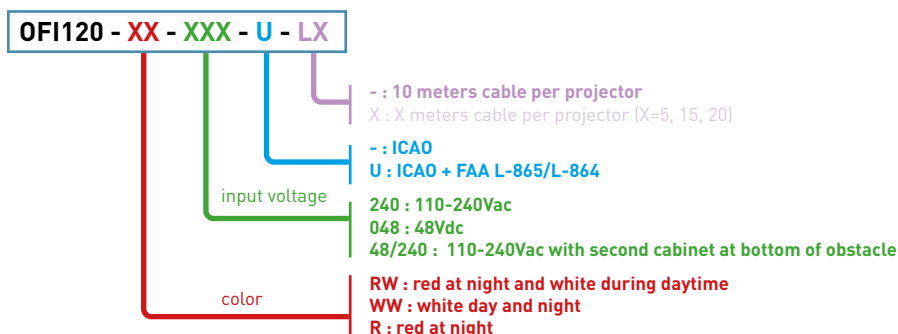 OFI120 - XX - XXX - U - LX
- : 10 meters cable per projector
X : X meters cable per projector (X=5, 15, 20)
- : ICAO
U : ICAO + FAA L-865/L-864
input voltage
240 : 110-240Vac
048 : 48Vdc
48/240 : 110-240Vac with second cabinet at bottom of obstacle
color
RW : red at night and white during daytime
WW : white day and night
R : red at night